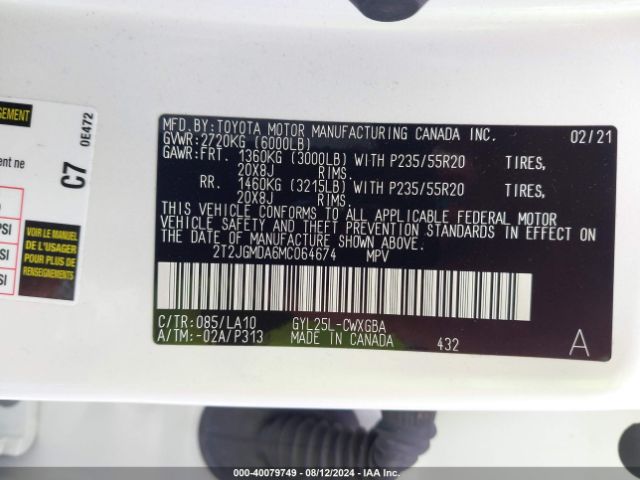 MFD.BY:TOYOTA MOTOR MANUFACTURING CANADA INC. 02/21
GVWR:2720KG (6000LB)
GAWR:FRT. 1360KG (3000LB) WITH P235/55R20 TIRES,
20X8J RIMS.
RR. 1460KG (3215LB) WITH P235/55R20 TIRES,
20X8J RIMS.
THIS VEHICLE CONFORMS TO ALL APPLICABLE FEDERAL MOTOR
VEHICLE SAFETY AND THEFT PREVENTION STANDARDS IN EFFECT ON
THE DATE OF MANUFACTURE SHOWN ABOVE.
2T2JGMDA6MC064674 MPV
C/TR:085/LA10 GYL25L-CWXGBA
A/TM:-02A/P313 MADE IN CANADA 432 A
C7 0E472
VOIR LE MANUEL
DE L'USAGER
POUR PLUS DE
RENSEIGNEMENTS
000-40079749 - 08/12/2024 - IAA Inc.